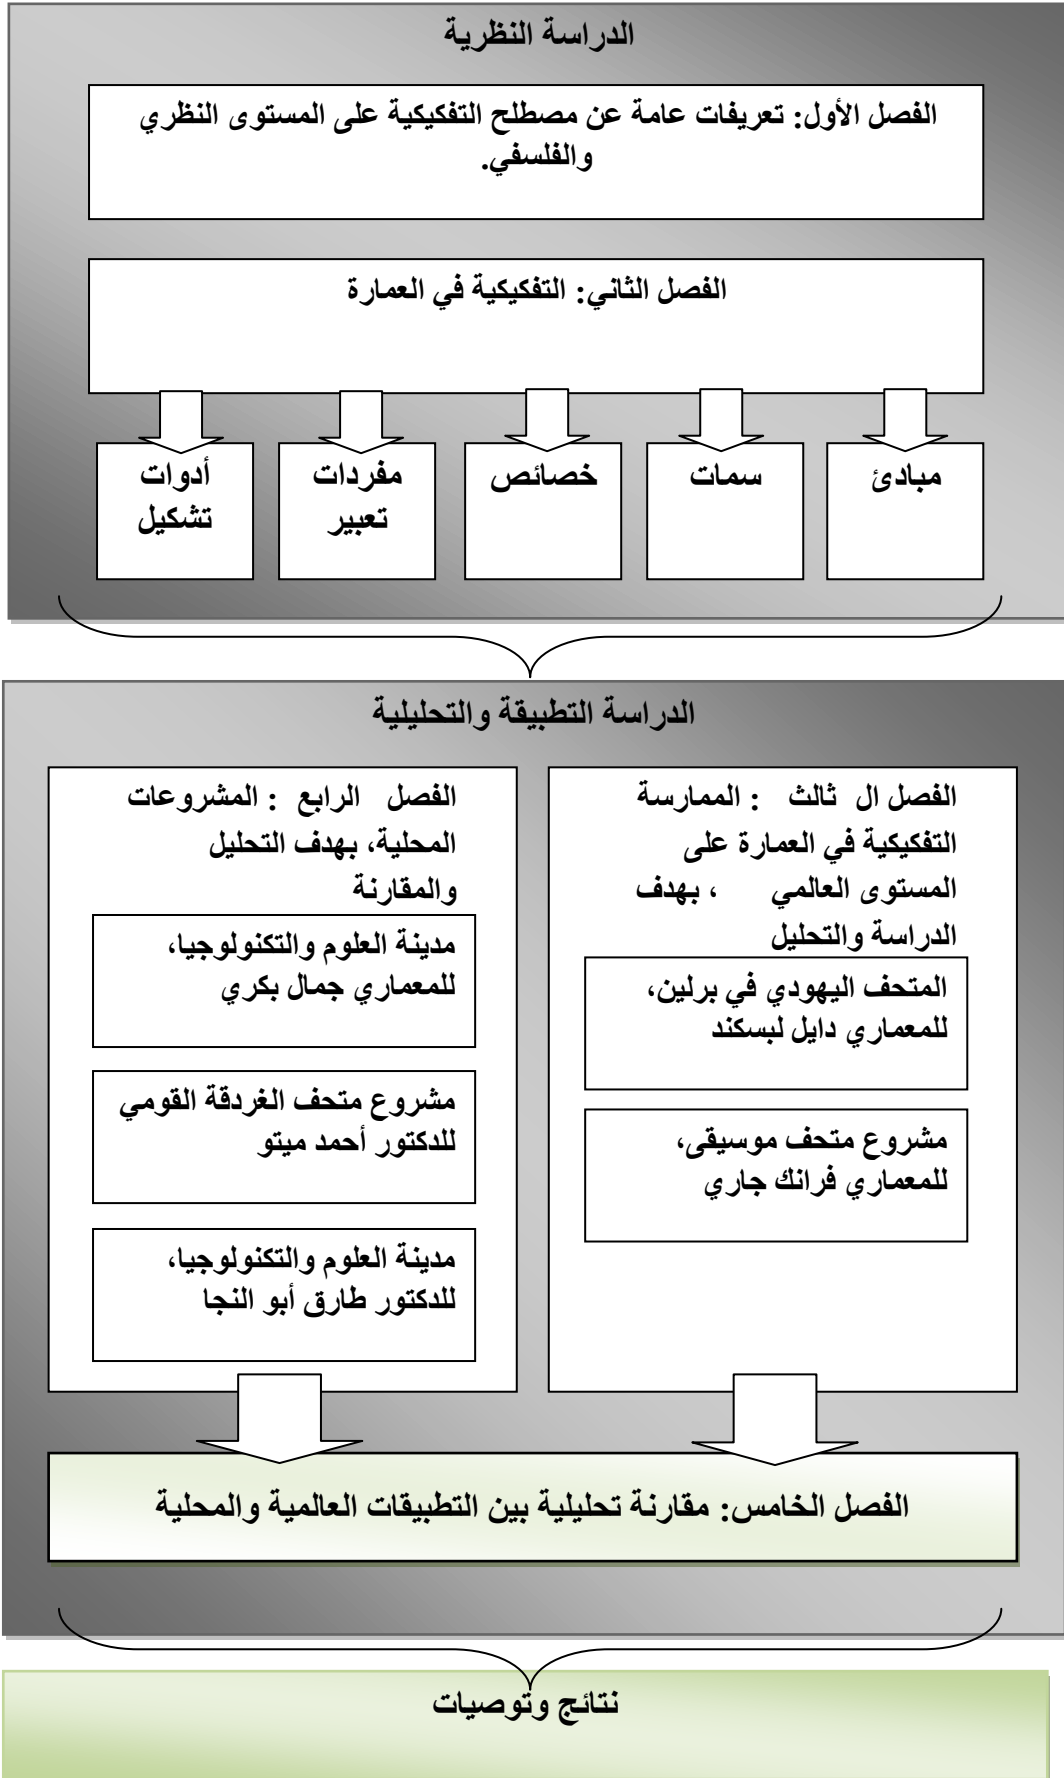 الدراسة النظرية
الفصل الأول: تعريفات عامة عن مصطلح التفكيكية على المستوى النظري
والفلسفي.
الفصل الثاني: التفكيكية في العمارة
مبادئ
سمات
خصائص
مفردات
تعبير
أدوات
تشكيل
الدراسة التطبيقة والتحليلية
الفصل ال ثالث : الممارسة
التفكيكية في العمارة على
المستوى العالمي ، بهدف
الدراسة والتحليل
المتحف اليهودي في برلين،
للمعماري دايل لبسكند
مشروع متحف موسيقى،
للمعماري فرانك جاري
الفصل الرابع : المشروعات
المحلية، بهدف التحليل
والمقارنة
مدينة العلوم والتكنولوجيا،
للمعماري جمال بكري
مشروع متحف الغردقة القومي
للدكتور أحمد ميتو
مدينة العلوم والتكنولوجيا،
للدكتور طارق أبو النجا
الفصل الخامس: مقارنة تحليلية بين التطبيقات العالمية والمحلية
نتائج وتوصيات